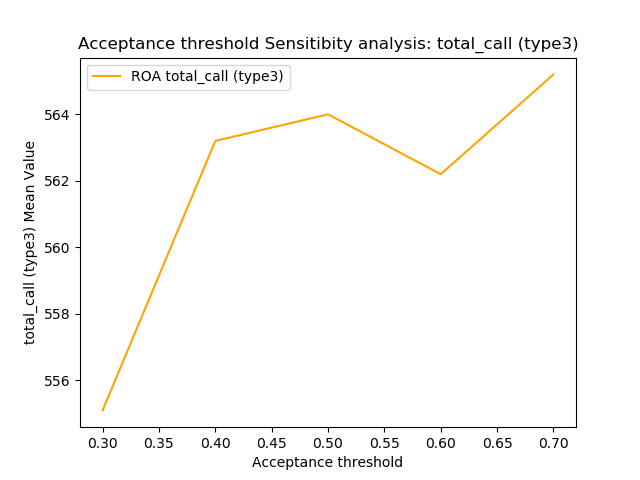 Acceptance threshold Sensitibity analysis: total_call (type3)
ROA total_call (type3)
total_call (type3) Mean Value
564
562
560
558
556
0.30 0.35 0.40 0.45 0.50 0.55 0.60 0.65 0.70
Acceptance threshold